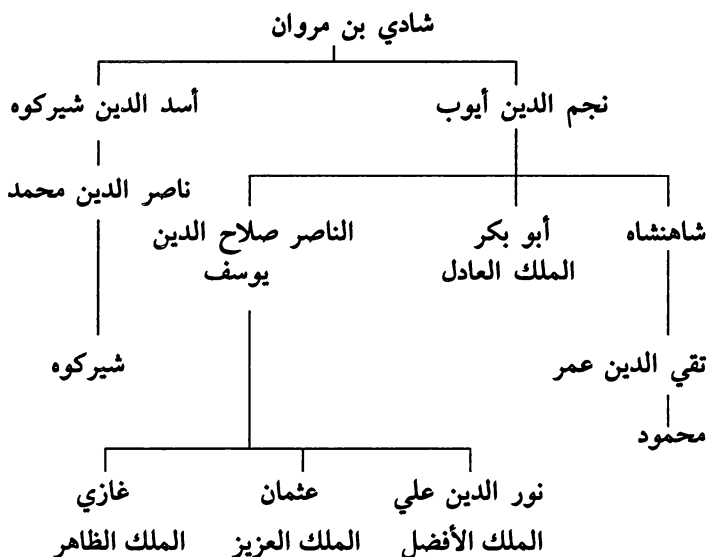 شادي بن مروان
نجم الدين أيوب
أسد الدين شيركوه
ناصر الدين محمد
شاهنشاه
أبو بكر
الملك العادل
الناصر صلاح الدين
يوسف
تقي الدين عمر
شيركوه
محمود
نور الدين علي
الملك الأفضل
عثمان
الملك العزيز
غازي
الملك الظاهر